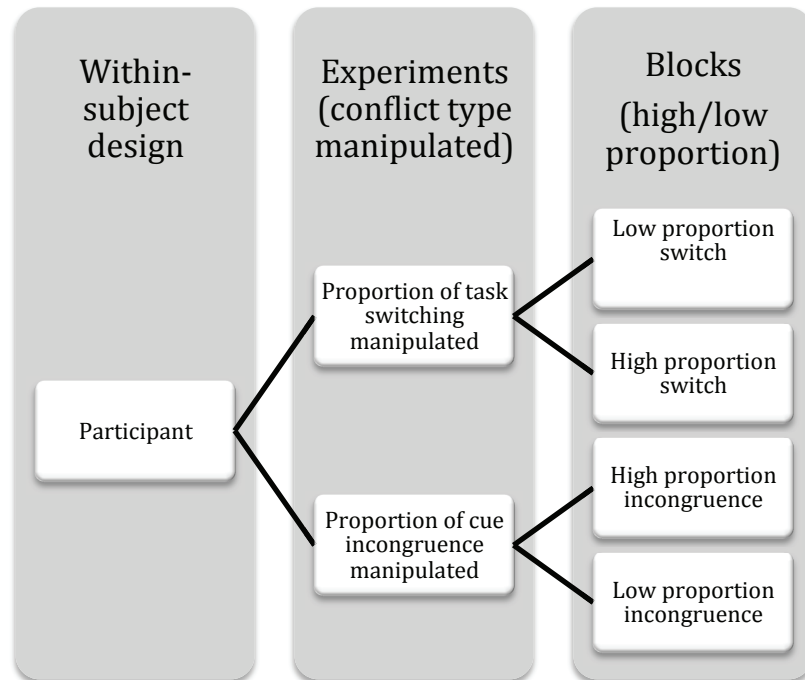 Within-
subject
design
Participant
Experiments
(conflict type
manipulated)
Proportion of task
switching
manipulated
Proportion of cue
incongruence
manipulated
Blocks
(high/low
proportion)
Low proportion
switch
High proportion
switch
High proportion
incongruence
Low proportion
incongruence